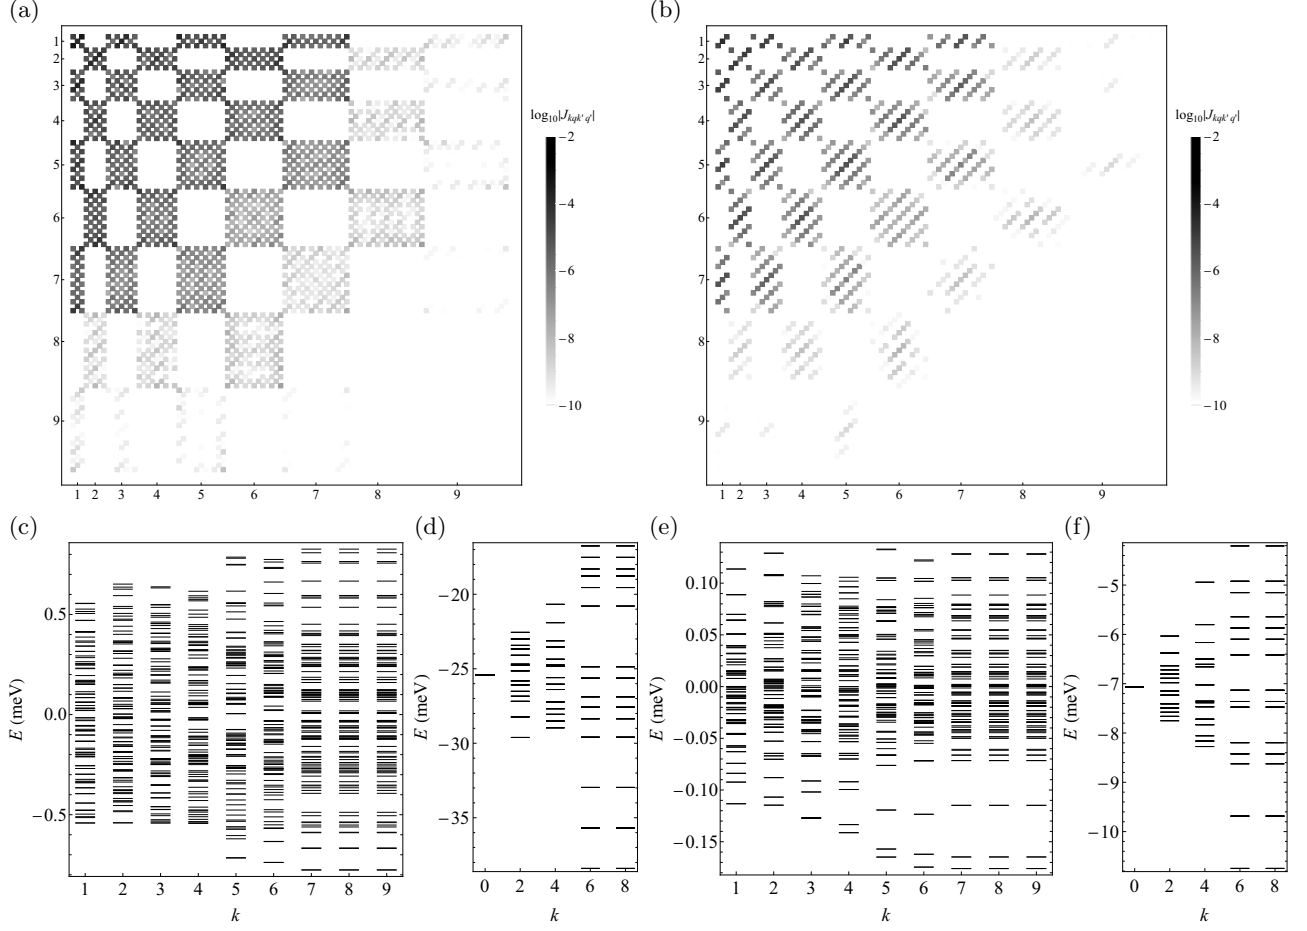 (a)
1
2
3
4
5
6
7
8
9
1 2 3 4 5 6 7 8 9
log10|Jkqk' q'|
−2
−4
−6
−8
−10
(b)
1
2
3
4
5
6
7
8
9
1 2 3 4 5 6 7 8 9
log10|Jkqk' q'|
−2
−4
−6
−8
−10
(c)
E (meV)
0.5
0.0
−0.5
1 2 3 4 5 6 7 8 9
k
(d)
E (meV)
−20
−25
−30
−35
0 2 4 6 8
k
(e)
E (meV)
0.10
0.05
0.00
−0.05
−0.10
−0.15
1 2 3 4 5 6 7 8 9
k
(f)
E (meV)
−5
−6
−7
−8
−9
−10
0 2 4 6 8
k